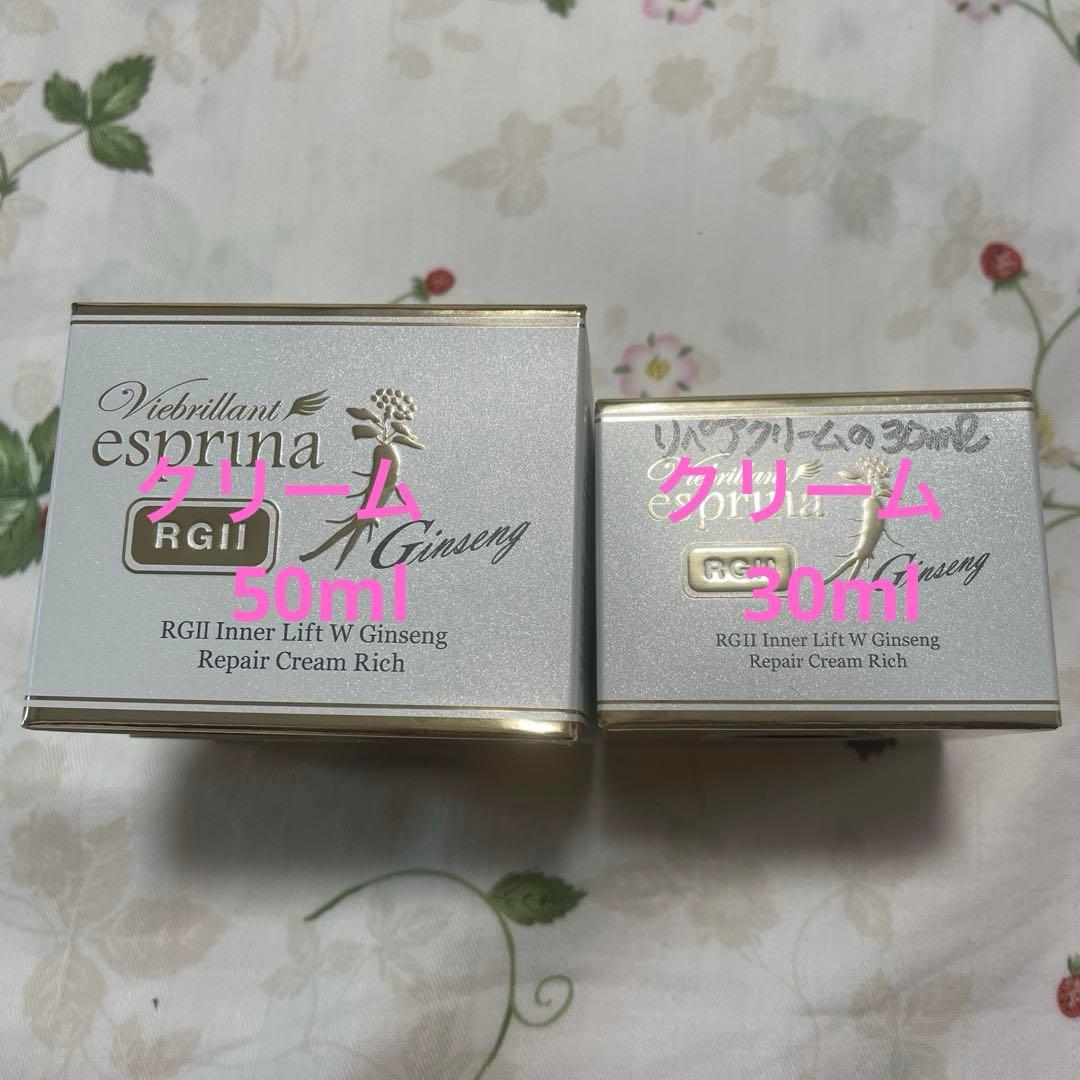 Viebrillant
esprina
クリーム
RGII
Ginseng
50ml
RGII Inner Lift W Ginseng
Repair Cream Rich
リペアクリームの30ml
Viebrillant
esprina
クリーム
RGII
Ginseng
30ml
RGII Inner Lift W Ginseng
Repair Cream Rich